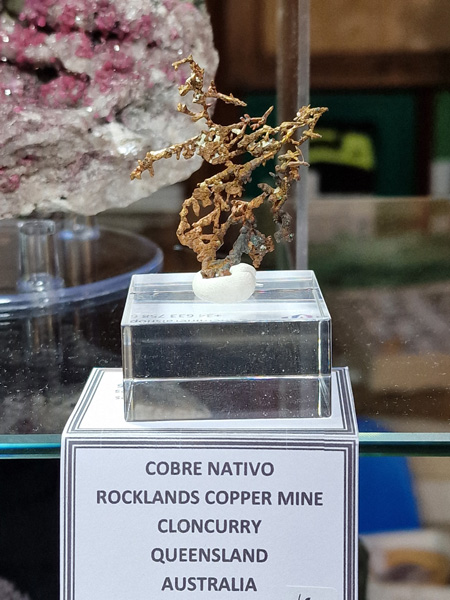 COBRE NATIVO
ROCKLANDS COPPER MINE
CLONCURRY
QUEENSLAND
AUSTRALIA